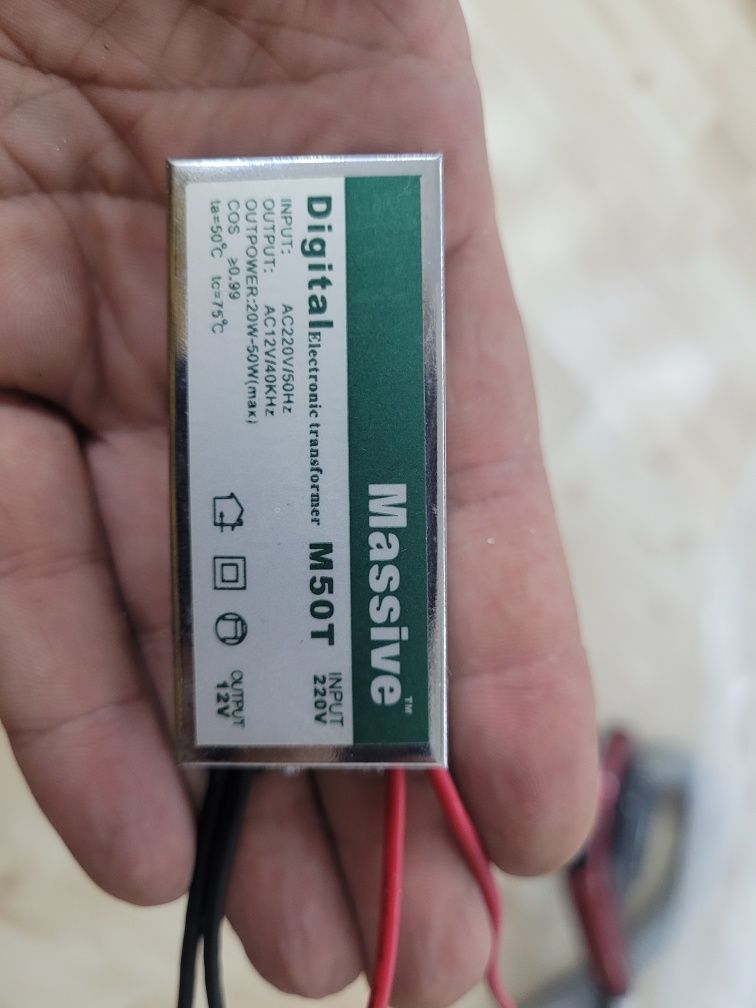 Massive™
Digital Electronic transformer M50T
INPUT: AC220V/50Hz
OUTPUT: AC12V/40KHz
OUTPOWER:20W-50W(max)
COS ≥0.99
ta=50℃ tc=75℃
INPUT
220V
OUTPUT
12V